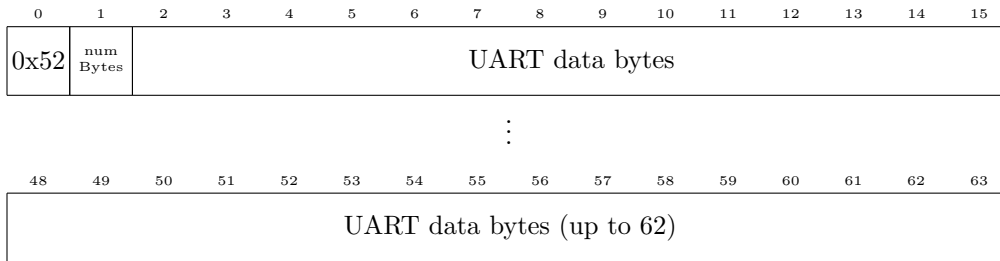 0 1 2 3 4 5 6 7 8 9 10 11 12 13 14 15
0x52 num Bytes UART data bytes
⋮
48 49 50 51 52 53 54 55 56 57 58 59 60 61 62 63
UART data bytes (up to 62)